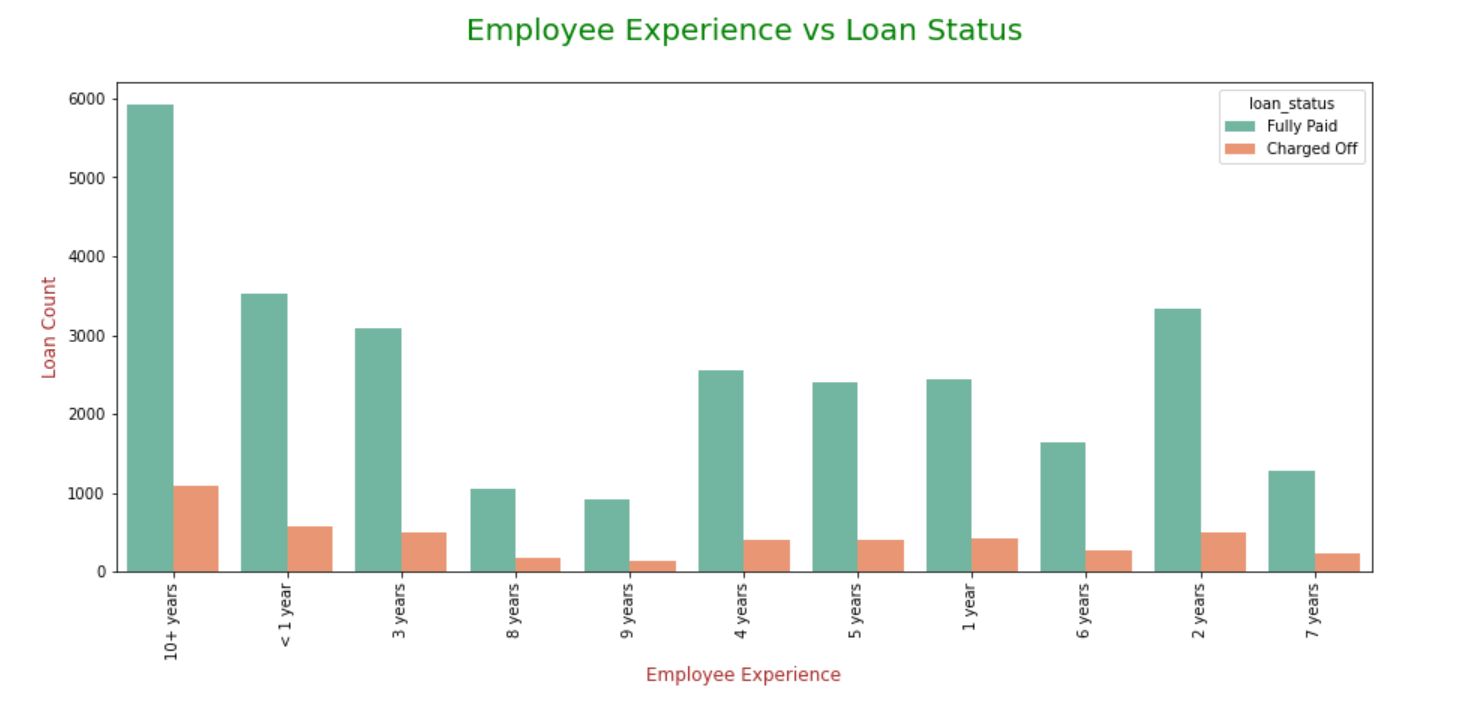 Employee Experience vs Loan Status
loan_status
Fully Paid
Charged Off
6000
5000
4000
3000
2000
1000
0
Loan Count
10+ years
< 1 year
3 years
8 years
9 years
4 years
5 years
1 year
6 years
2 years
7 years
Employee Experience